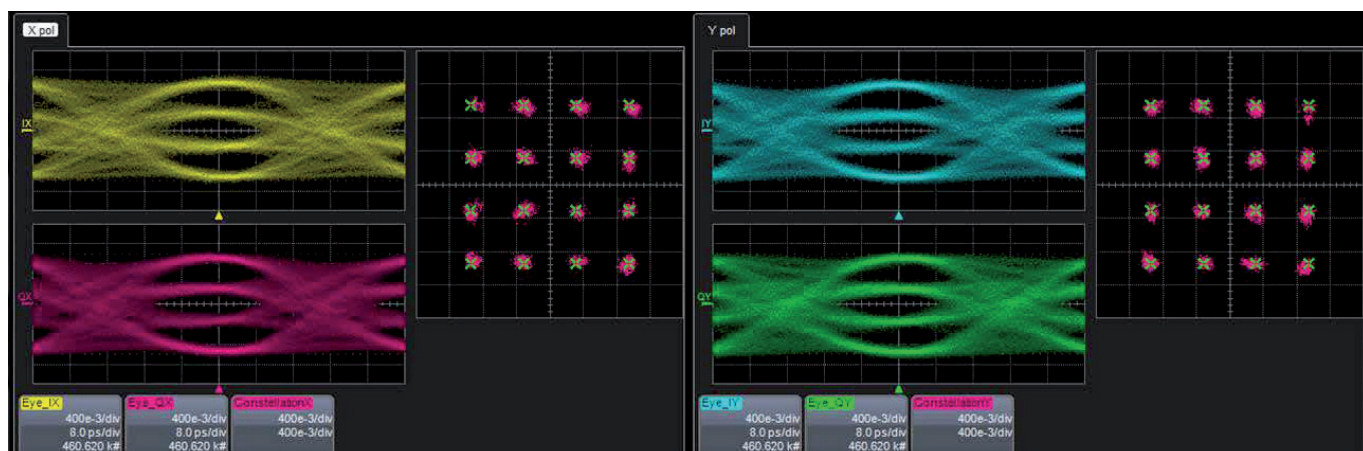 X pol
IX
QX
Eye_IX
400e-3/div
8.0 ps/div
460.620 k#
Eye_QX
400e-3/div
8.0 ps/div
460.620 k#
ConstellationX
400e-3/div
400e-3/div
Y pol
IY
QY
Eye_IY
400e-3/div
8.0 ps/div
460.620 k#
Eye_QY
400e-3/div
8.0 ps/div
460.620 k#
ConstellationY
400e-3/div
400e-3/div